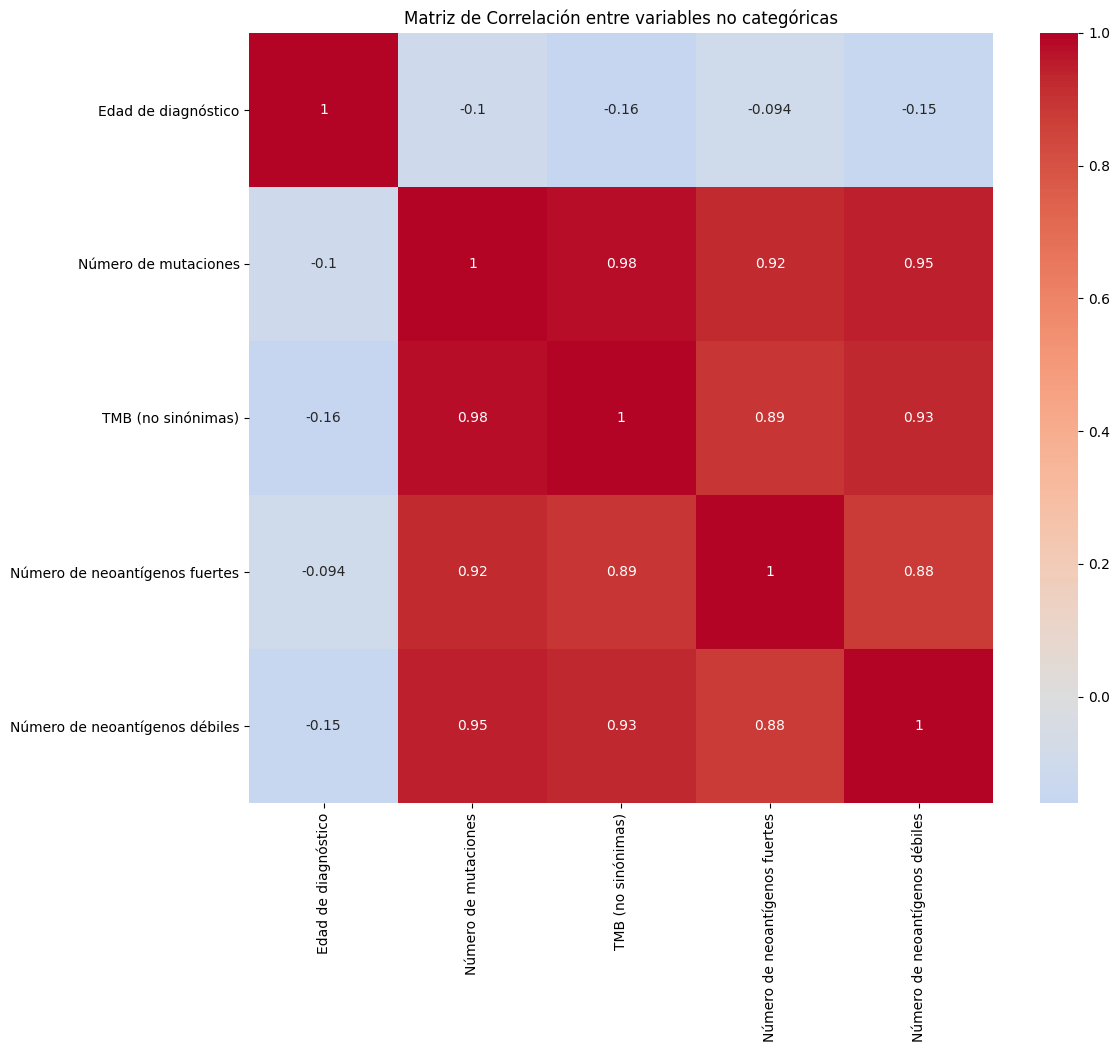 Matriz de Correlación entre variables no categóricas
Edad de diagnóstico
1
-0.1
-0.16
-0.094
-0.15
Número de mutaciones
-0.1
1
0.98
0.92
0.95
TMB (no sinónimas)
-0.16
0.98
1
0.89
0.93
Número de neoantígenos fuertes
-0.094
0.92
0.89
1
0.88
Número de neoantígenos débiles
-0.15
0.95
0.93
0.88
1
Edad de diagnóstico
Número de mutaciones
TMB (no sinónimas)
Número de neoantígenos fuertes
Número de neoantígenos débiles
1.0
0.8
0.6
0.4
0.2
0.0